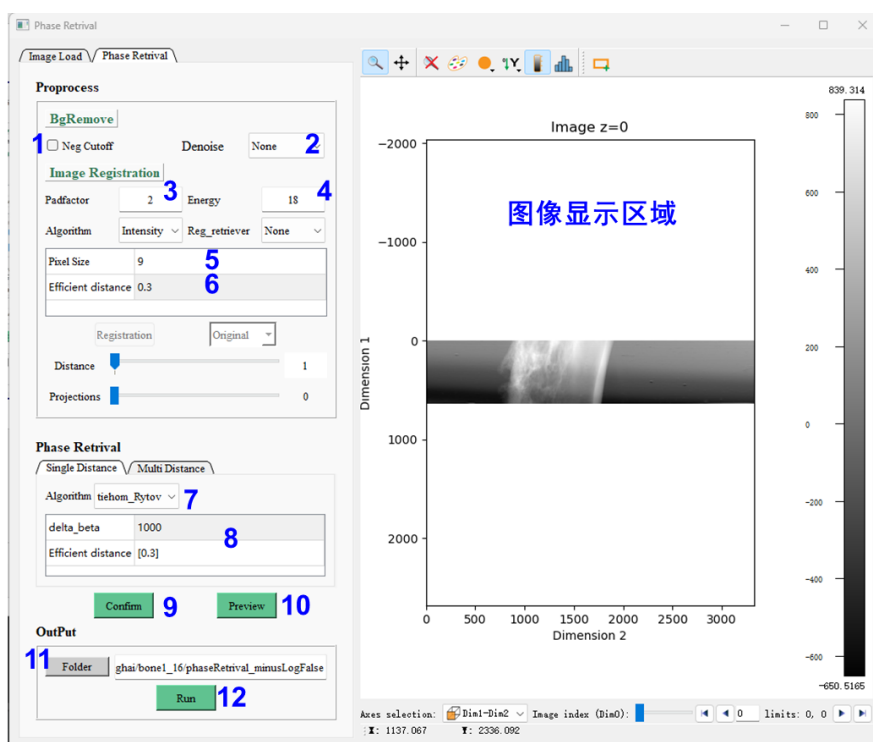 Phase Retrival
Image Load Phase Retrival
Proprocess
BgRemove
1 Neg Cutoff Denoise None 2
Image Registration
Padfactor 2 3 Energy 18 4
Algorithm Intensity Reg_retriever None
Pixel Size 9 5
Efficient distance 0.3 6
Registration Original
Distance 1
Projections 0
Phase Retrival
Single Distance Multi Distance
Algorithm tiehom_Rytov 7
delta_beta 1000 8
Efficient distance [0.3]
Confirm 9 Preview 10
OutPut
11 Folder ghai/bone1_16/phaseRetrival_minusLogFalse
Run 12
Image z=0
图像显示区域
−2000
−1000
0
1000
2000
Dimension 1
0 500 1000 1500 2000 2500 3000
Dimension 2
839.314
800
600
400
200
0
−200
−400
−600
−650.5165
Axes selection: Dim1-Dim2 Image index (Dim0): 0 limits: 0, 0
X: 1137.067 Y: 2336.092